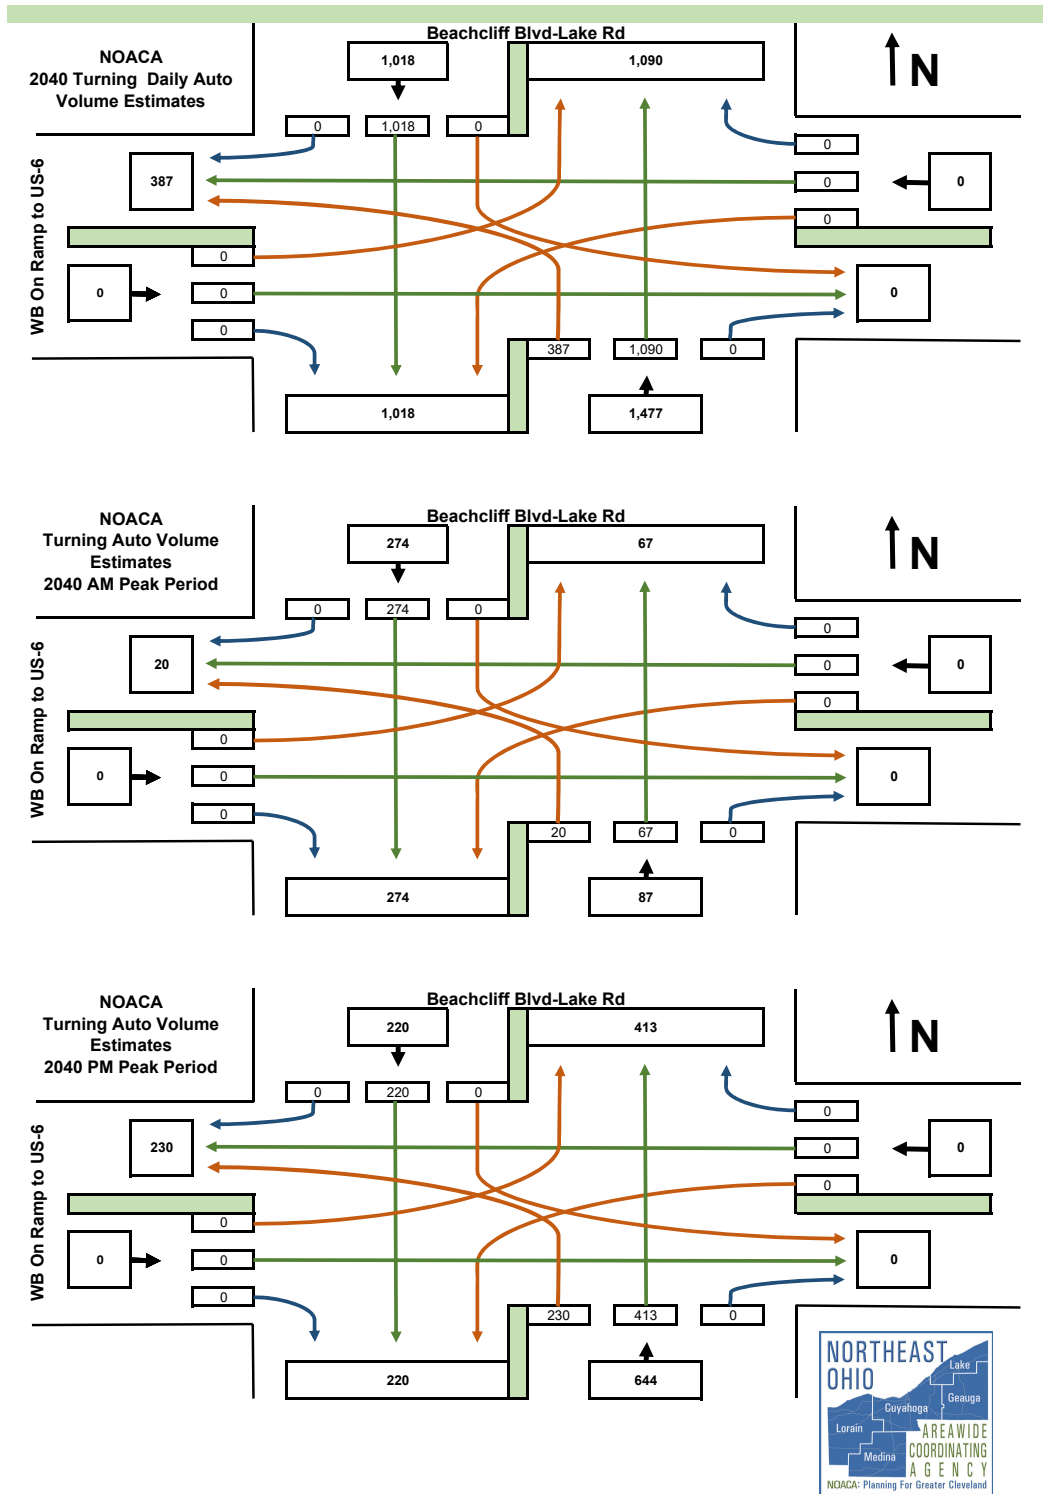 Beachcliff Blvd-Lake Rd
NOACA
2040 Turning Daily Auto
Volume Estimates
1,018
1,090
N
0
1,018
0
0
387
0
0
0
WB On Ramp to US-6
0
0
0
0
0
387
1,090
0
1,018
1,477
Beachcliff Blvd-Lake Rd
NOACA
Turning Auto Volume
Estimates
2040 AM Peak Period
274
67
N
0
274
0
0
20
0
0
0
WB On Ramp to US-6
0
0
0
0
0
20
67
0
274
87
Beachcliff Blvd-Lake Rd
NOACA
Turning Auto Volume
Estimates
2040 PM Peak Period
220
413
N
0
220
0
0
230
0
0
0
WB On Ramp to US-6
0
0
0
0
0
230
413
0
220
644
NORTHEAST
OHIO
Lake
Geauga
Cuyahoga
Lorain
Medina
AREAWIDE
COORDINATING
AGENCY
NOACA: Planning For Greater Cleveland